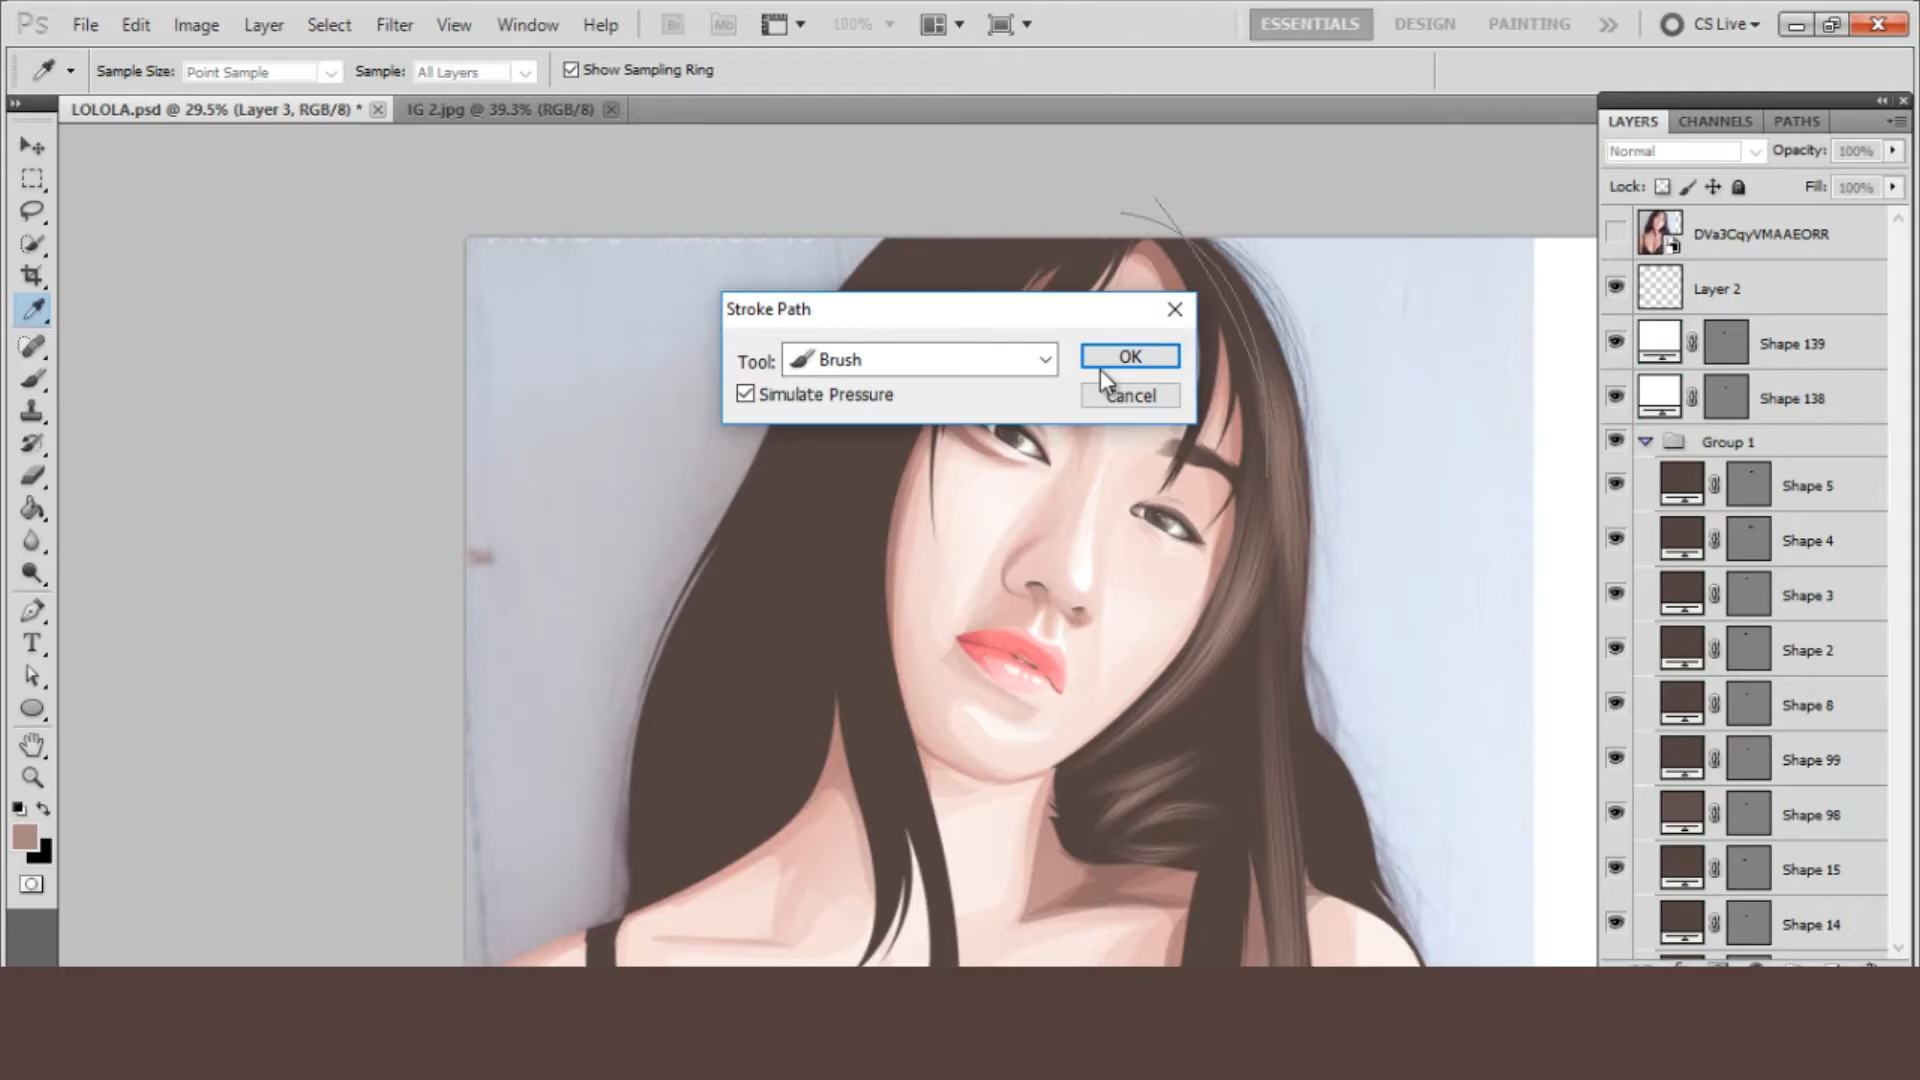 Ps File Edit Image Layer Select Filter View Window Help Br Mb 100% ESSENTIALS DESIGN PAINTING CS Live
Sample Size: Point Sample Sample: All Layers Show Sampling Ring
LOLOLA.psd @ 29.5% (Layer 3, RGB/8) * IG 2.jpg @ 39.3% (RGB/8)
LAYERS CHANNELS PATHS
Normal Opacity: 100%
Lock: Fill: 100%
DVa3CqyVMAAEORR
Layer 2
Stroke Path
Tool: Brush OK
Simulate Pressure Cancel
Shape 139
Shape 138
Group 1
Shape 5
Shape 4
Shape 3
Shape 2
Shape 8
Shape 99
Shape 98
Shape 15
Shape 14